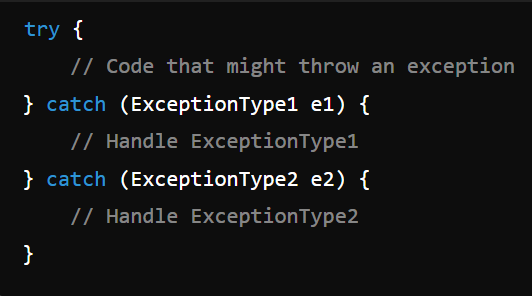 try {
    // Code that might throw an exception
} catch (ExceptionType1 e1) {
    // Handle ExceptionType1
} catch (ExceptionType2 e2) {
    // Handle ExceptionType2
}